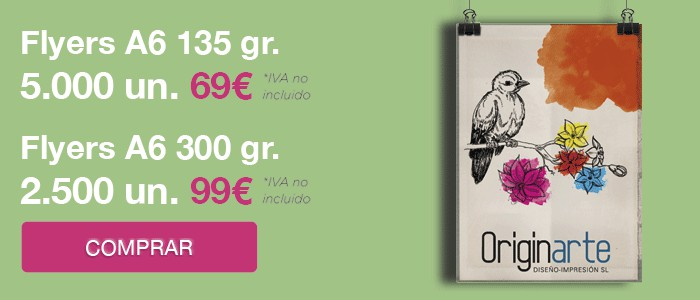 Flyers A6 135 gr.
5.000 un. 69€ *IVA no incluido
Flyers A6 300 gr.
2.500 un. 99€ *IVA no incluido
COMPRAR
Originarte
DISEÑO-IMPRESIÓN SL